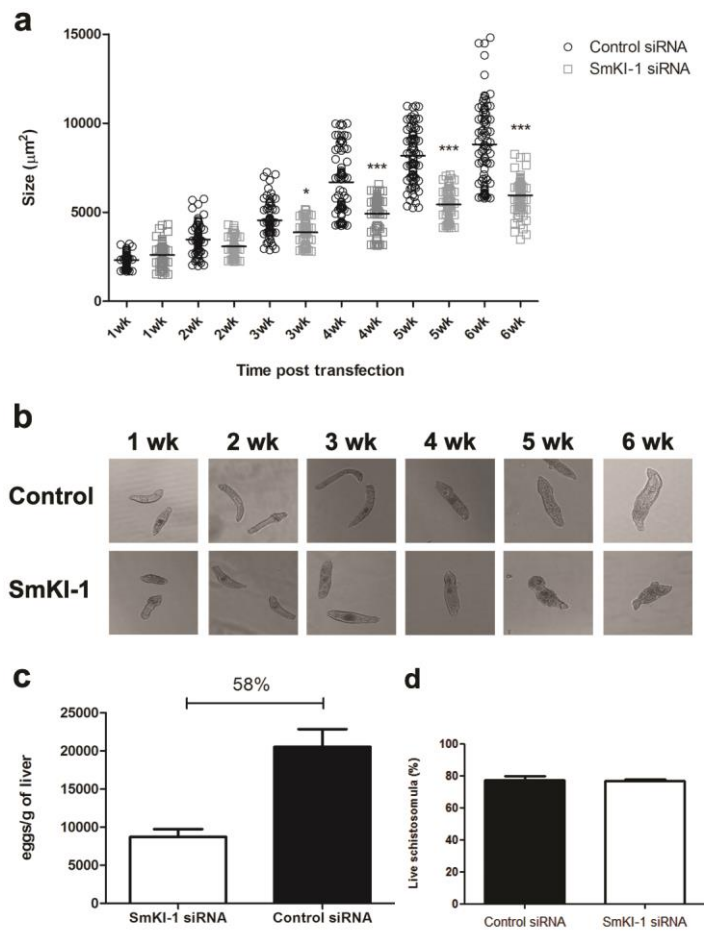 a
15000
10000
5000
0
Size (μm²)
Control siRNA
SmKI-1 siRNA
*
***
***
***
1wk 1wk 2wk 2wk 3wk 3wk 4wk 4wk 5wk 5wk 6wk 6wk
Time post transfection
b
1 wk 2 wk 3 wk 4 wk 5 wk 6 wk
Control
SmKI-1
c
58%
25000
20000
15000
10000
5000
0
eggs/g of liver
SmKI-1 siRNA Control siRNA
d
100
80
60
40
20
0
Live schistosomula (%)
Control siRNA SmKI-1 siRNA